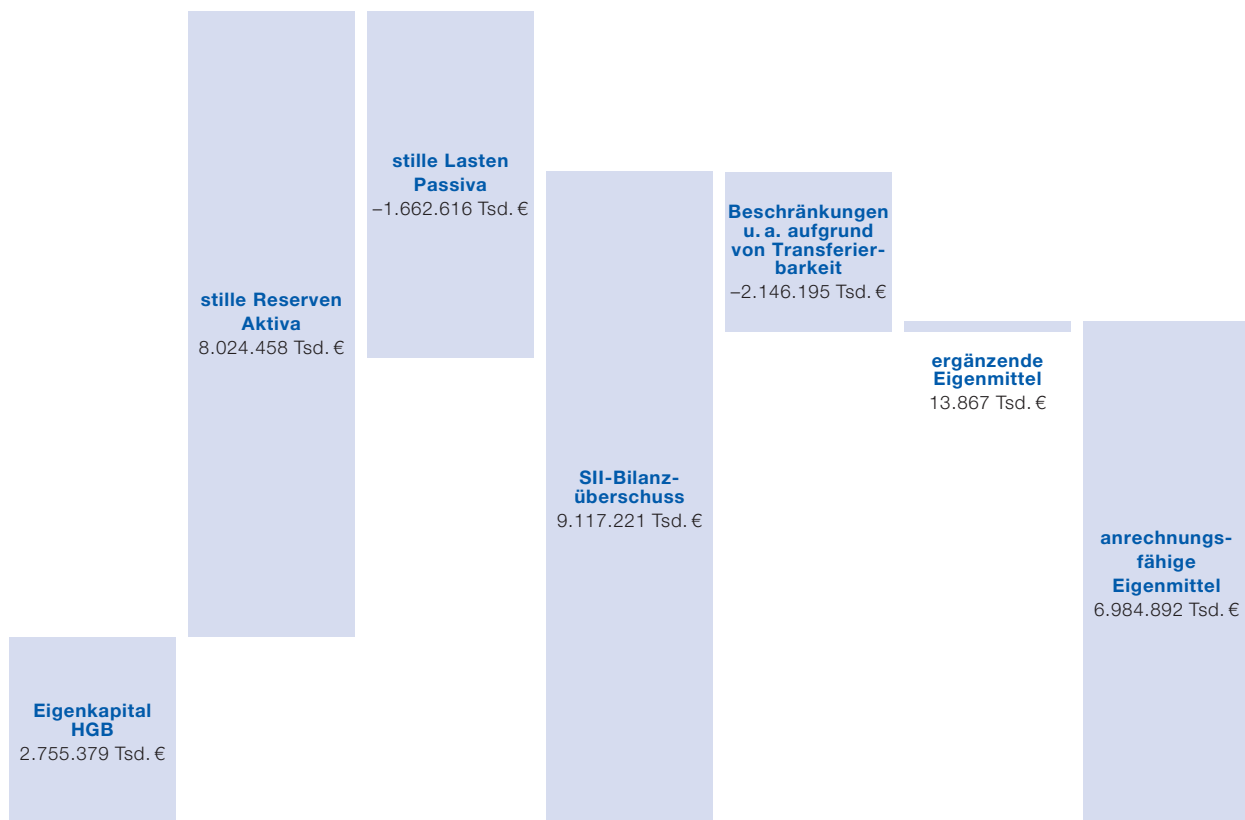 Eigenkapital
HGB
2.755.379 Tsd. €
stille Reserven
Aktiva
8.024.458 Tsd. €
stille Lasten
Passiva
–1.662.616 Tsd. €
SII-Bilanz-
überschuss
9.117.221 Tsd. €
Beschränkungen
u. a. aufgrund
von Transferier-
barkeit
–2.146.195 Tsd. €
ergänzende
Eigenmittel
13.867 Tsd. €
anrechnungs-
fähige
Eigenmittel
6.984.892 Tsd. €